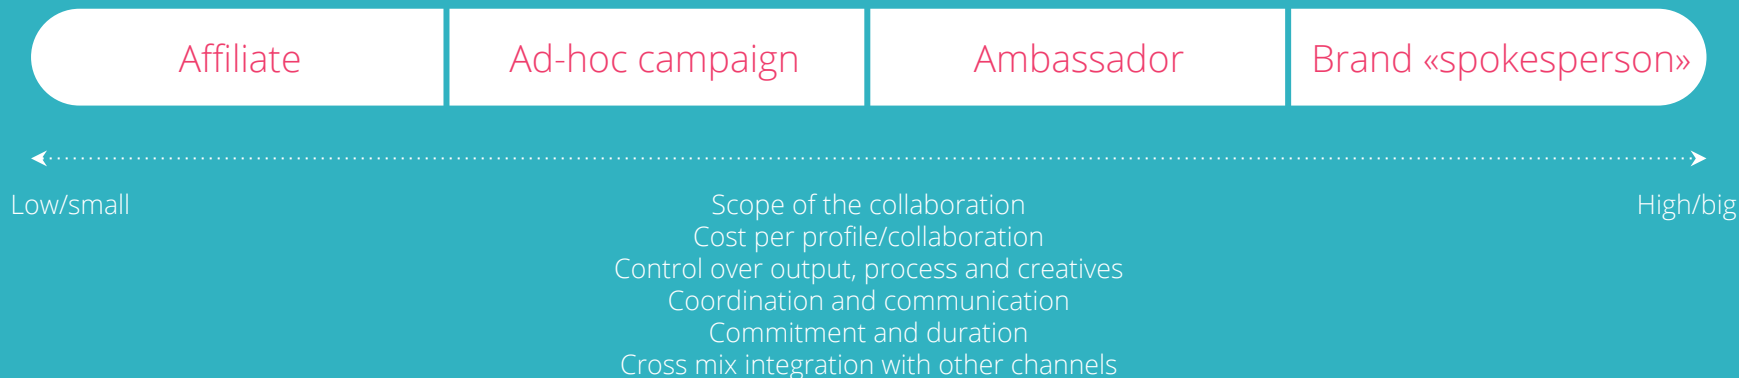 Affiliate
Ad-hoc campaign
Ambassador
Brand «spokesperson»
Low/small
High/big
Scope of the collaboration
Cost per profile/collaboration
Control over output, process and creatives
Coordination and communication
Commitment and duration
Cross mix integration with other channels